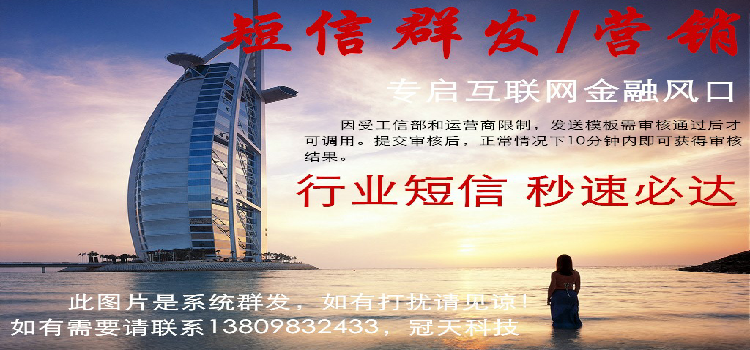 短信群发/营销
专启互联网金融风口
因受工信部和运营商限制，发送模板需审核通过后才
可调用。提交审核后，正常情况下10分钟内即可获得审核
结果。
行业短信 秒速必达
此图片是系统群发，如有打扰请见谅！
如有需要请联系13809832433，冠天科技